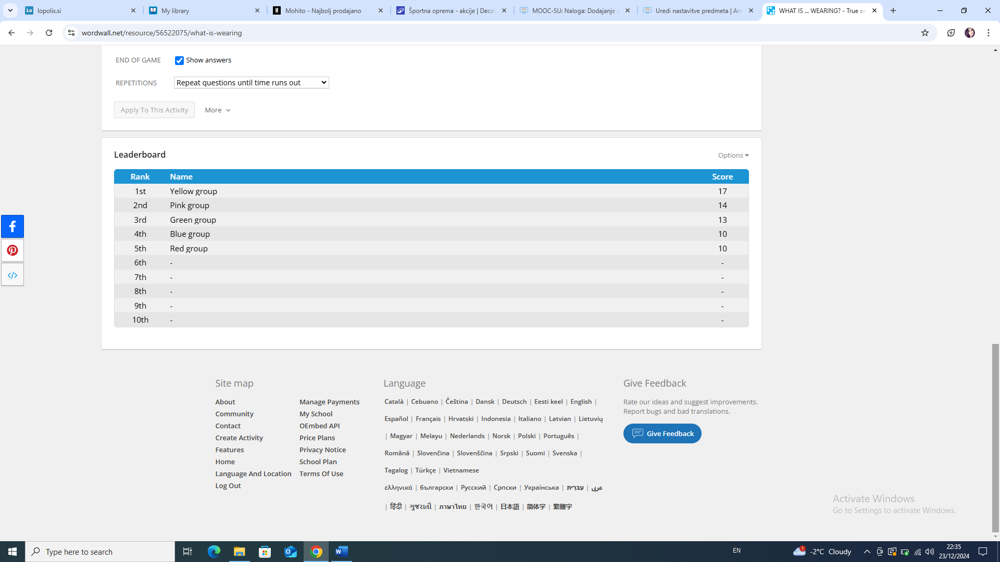 lopolis.si
My library
Mohito - Najbolj prodajano
Športna oprema - akcije | Decat
MOOC-SU: Naloga: Dodajanje
Uredi nastavitve predmeta | Arn
WHAT IS ... WEARING? - True or
wordwall.net/resource/56522075/what-is-wearing
END OF GAME Show answers
REPETITIONS Repeat questions until time runs out
Apply To This Activity More
Leaderboard Options
Rank Name Score
1st Yellow group 17
2nd Pink group 14
3rd Green group 13
4th Blue group 10
5th Red group 10
6th - -
7th - -
8th - -
9th - -
10th - -
Site map
About Manage Payments
Community My School
Contact OEmbed API
Create Activity Price Plans
Features Privacy Notice
Home School Plan
Language And Location Terms Of Use
Log Out
Language
Català | Cebuano | Čeština | Dansk | Deutsch | Eesti keel | English |
Español | Français | Hrvatski | Indonesia | Italiano | Latvian | Lietuvių
| Magyar | Melayu | Nederlands | Norsk | Polski | Português |
Română | Slovenčina | Slovenščina | Srpski | Suomi | Svenska |
Tagalog | Türkçe | Vietnamese
ελληνικά | български | Русский | Српски | Українська | עברית | عربى
| हिंदी | ગુજરાતી | ภาษาไทย | 한국어 | 日本語 | 简体字 | 繁體字
Give Feedback
Rate our ideas and suggest improvements.
Report bugs and bad translations.
Give Feedback
Activate Windows
Go to Settings to activate Windows.
Type here to search
EN
1
-2°C Cloudy
22:35
23/12/2024